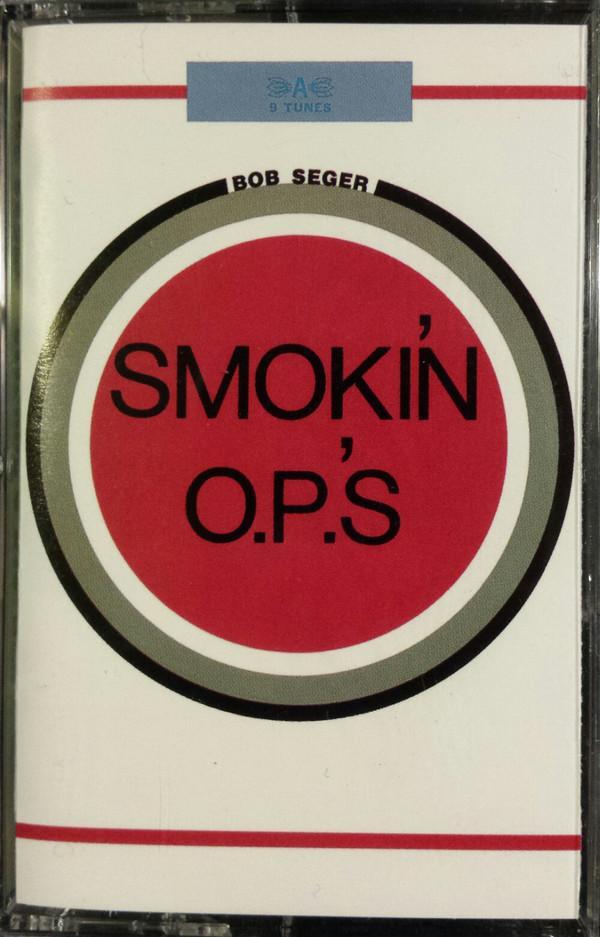 A
9 TUNES
BOB SEGER
SMOKIN'
O.P.'S